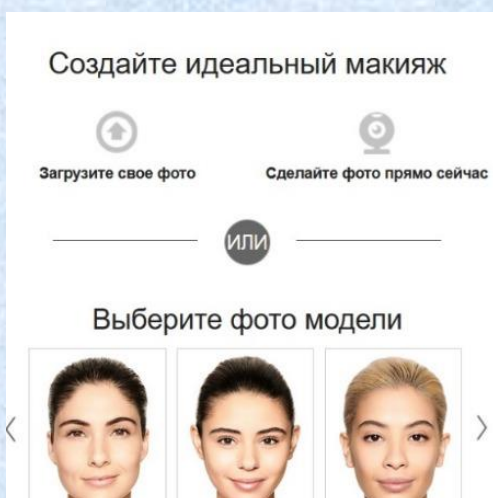 Создайте идеальный макияж
Загрузите свое фото
Сделайте фото прямо сейчас
или
Выберите фото модели